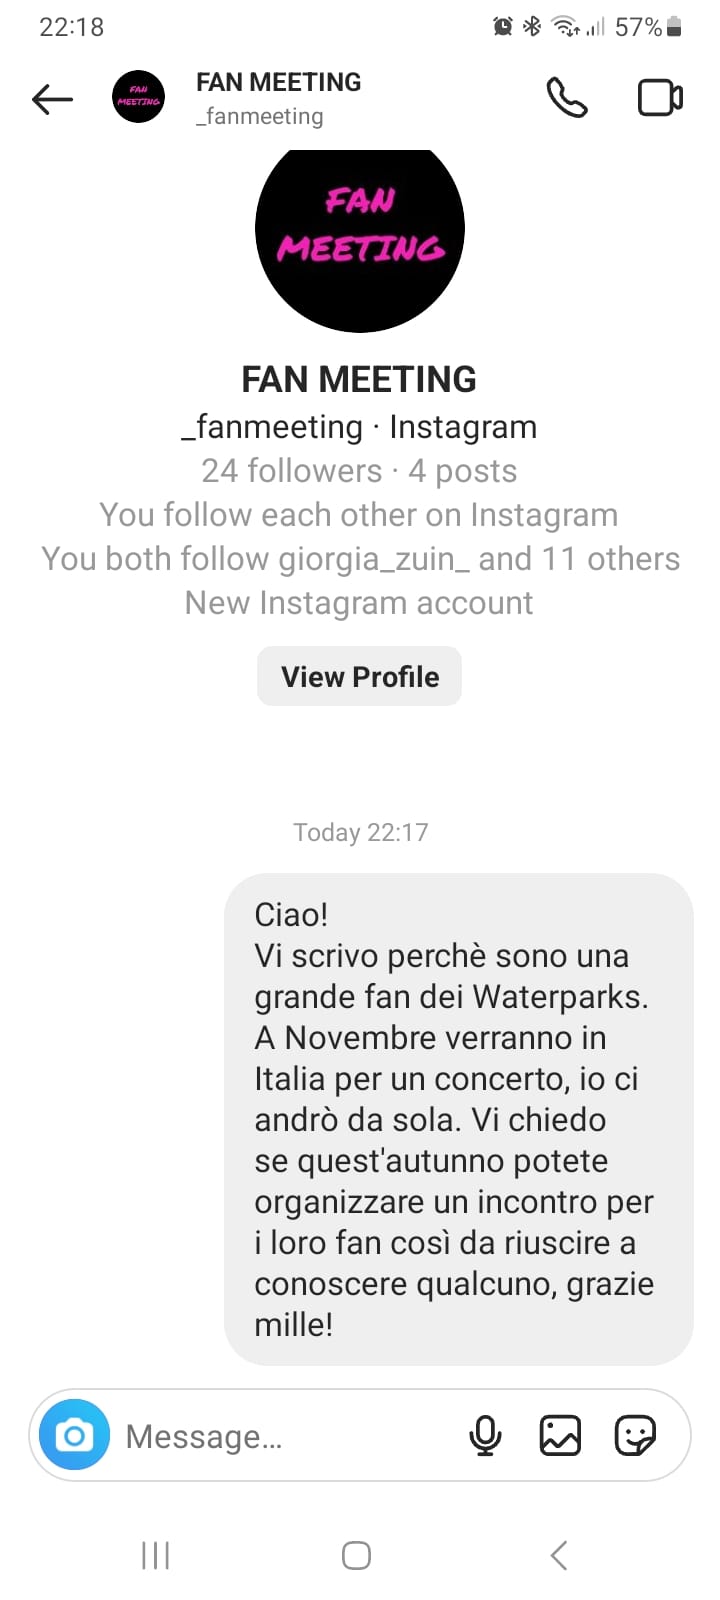 22:18
57%
FAN
MEETING
FAN MEETING
_fanmeeting
FAN
MEETING
FAN MEETING
_fanmeeting · Instagram
24 followers · 4 posts
You follow each other on Instagram
You both follow giorgia_zuin_ and 11 others
New Instagram account
View Profile
Today 22:17
Ciao!
Vi scrivo perchè sono una
grande fan dei Waterparks.
A Novembre verranno in
Italia per un concerto, io ci
andrò da sola. Vi chiedo
se quest'autunno potete
organizzare un incontro per
i loro fan così da riuscire a
conoscere qualcuno, grazie
mille!
Message...